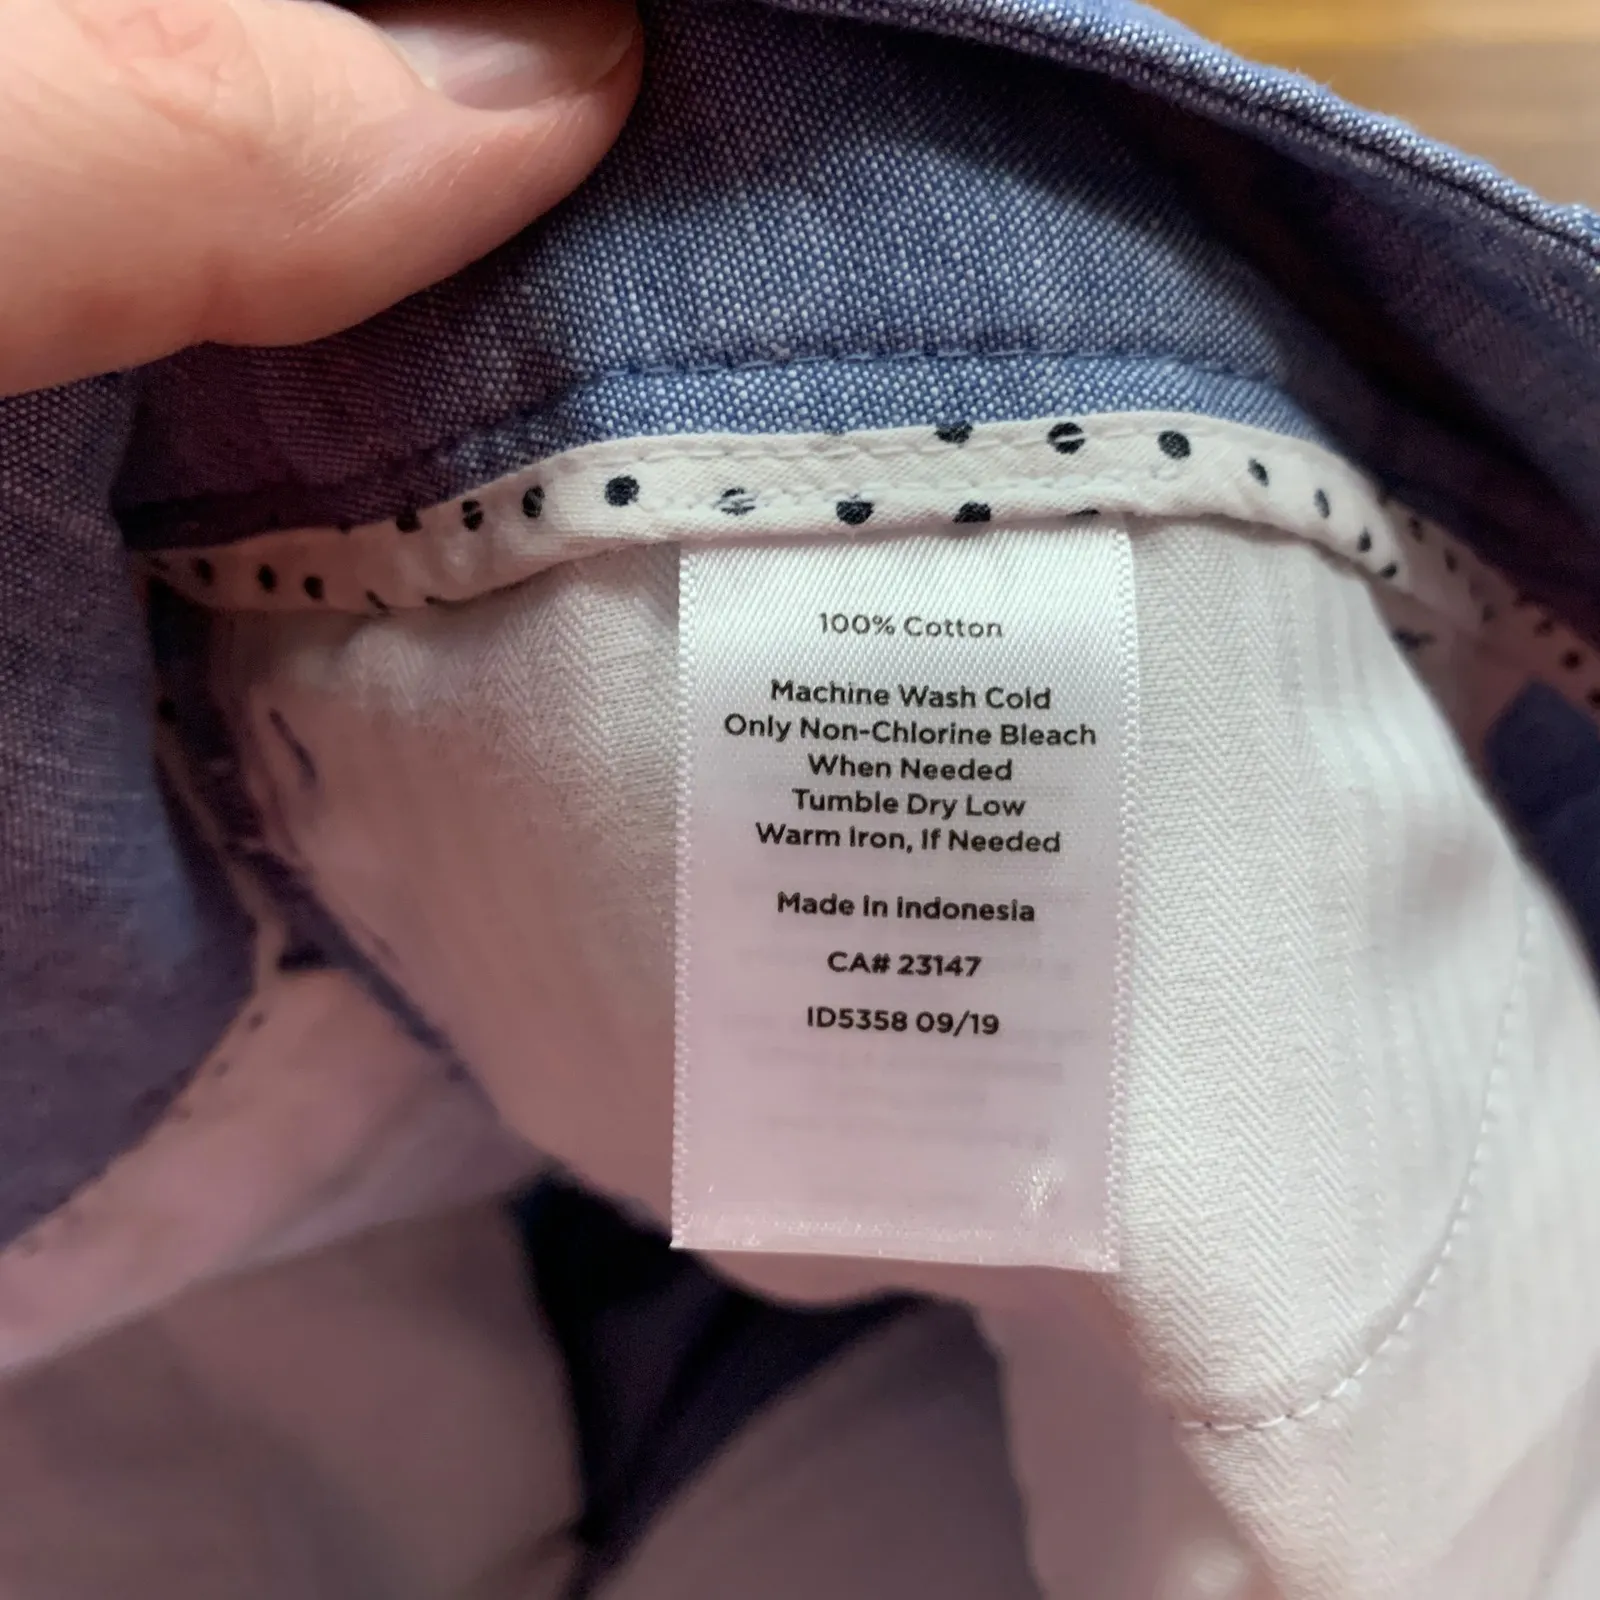 100% Cotton
Machine Wash Cold
Only Non-Chlorine Bleach
When Needed
Tumble Dry Low
Warm Iron, If Needed
Made In Indonesia
CA# 23147
ID5358 09/19